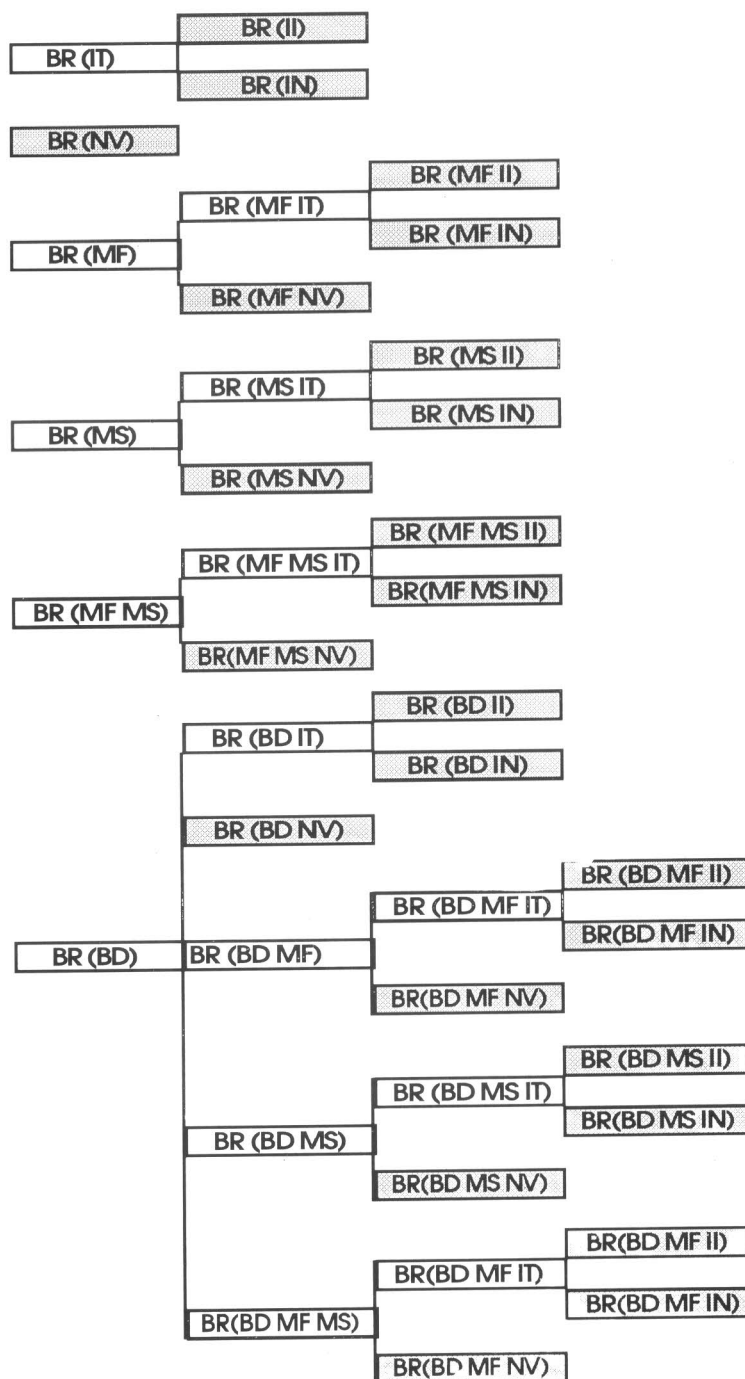 BR (II)
BR (IT)
BR (IN)
BR (NV)
BR (MF II)
BR (MF IT)
BR (MF IN)
BR (MF)
BR (MF NV)
BR (MS II)
BR (MS IT)
BR (MS IN)
BR (MS)
BR (MS NV)
BR (MF MS II)
BR (MF MS IT)
BR(MF MS IN)
BR (MF MS)
BR(MF MS NV)
BR (BD II)
BR (BD IT)
BR (BD IN)
BR (BD NV)
BR (BD MF II)
BR (BD MF IT)
BR(BD MF IN)
BR (BD)
BR (BD MF)
BR(BD MF NV)
BR (BD MS II)
BR (BD MS IT)
BR(BD MS IN)
BR (BD MS)
BR(BD MS NV)
BR(BD MF II)
BR(BD MF IT)
BR(BD MF IN)
BR(BD MF MS)
BR(BD MF NV)